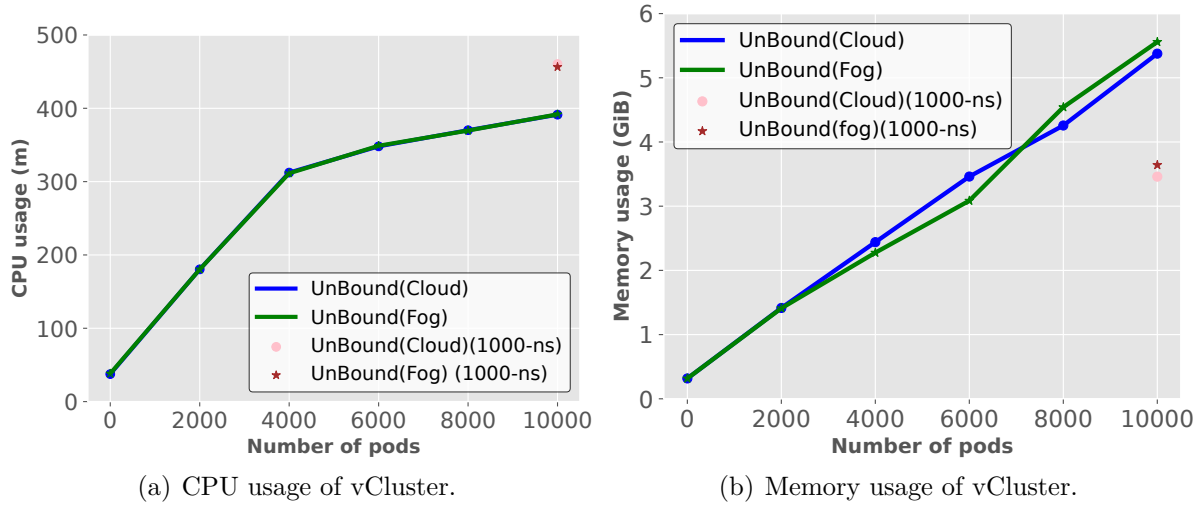 500
400
300
200
100
0
CPU usage (m)
UnBound(Cloud)
UnBound(Fog)
UnBound(Cloud)(1000-ns)
UnBound(Fog) (1000-ns)
0 2000 4000 6000 8000 10000
Number of pods
(a) CPU usage of vCluster.
6
5
4
3
2
1
0
Memory usage (GiB)
UnBound(Cloud)
UnBound(Fog)
UnBound(Cloud)(1000-ns)
UnBound(fog)(1000-ns)
0 2000 4000 6000 8000 10000
Number of pods
(b) Memory usage of vCluster.